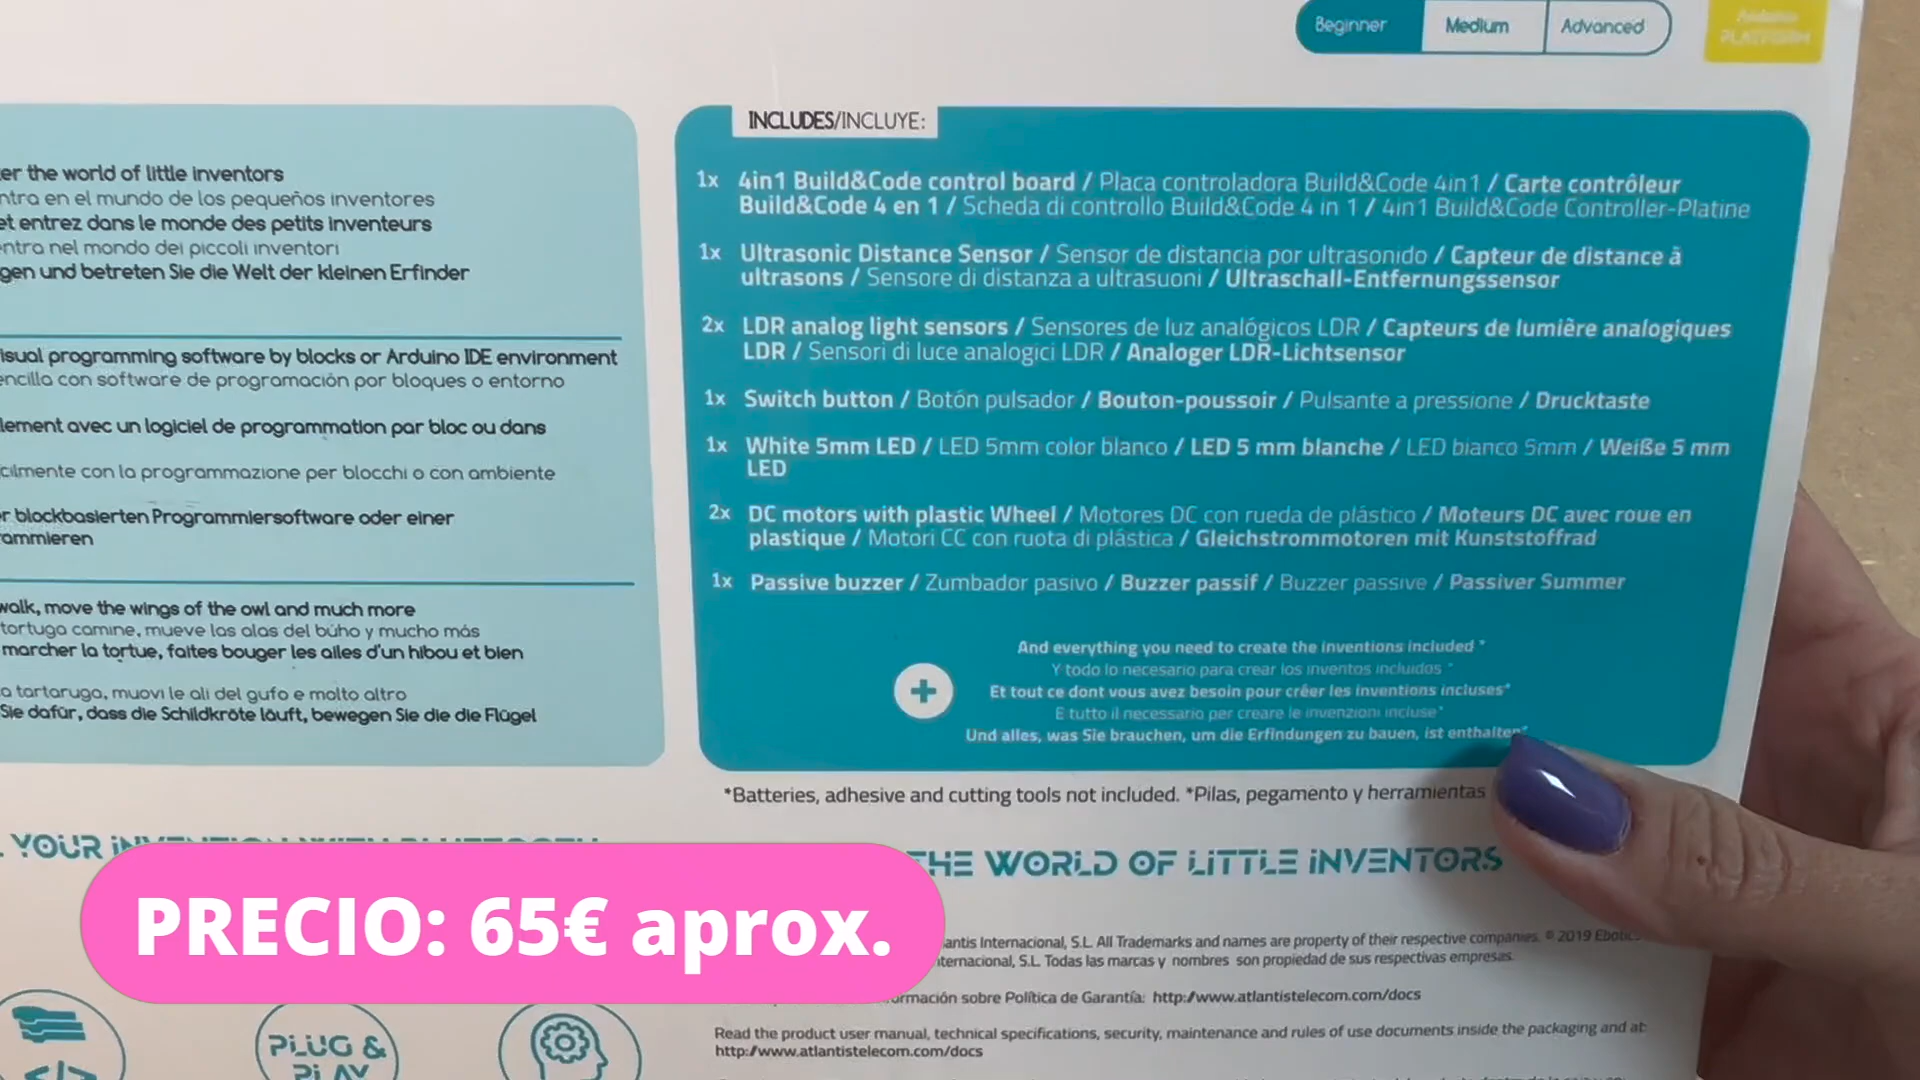 Beginner
Medium
Advanced
PLATFORM
INCLUDES/INCLUYE:
er the world of little inventors
ntra en el mundo de los pequeños inventores
et entrez dans le monde des petits inventeurs
entra nel mondo dei piccoli inventori
gen und betreten Sie die Welt der kleinen Erfinder
isual programming software by blocks or Arduino IDE environment
encilla con software de programación por bloques o entorno
lement avec un logiciel de programmation par bloc ou dans
cilmente con la programmazione per blocchi o con ambiente
r blockbasierten Programmiersoftware oder einer
ammieren
walk, move the wings of the owl and much more
tortuga camine, mueve las alas del búho y mucho más
marcher la tortue, faites bouger les ailes d'un hibou et bien
a tartaruga, muovi le ali del gufo e molto altro
Sie dafür, dass die Schildkröte läuft, bewegen Sie die die Flügel
1x 4in1 Build&Code control board / Placa controladora Build&Code 4in1 / Carte contrôleur
Build&Code 4 en 1 / Scheda di controllo Build&Code 4 in 1 / 4in1 Build&Code Controller-Platine
1x Ultrasonic Distance Sensor / Sensor de distancia por ultrasonido / Capteur de distance à
ultrasons / Sensore di distanza a ultrasuoni / Ultraschall-Entfernungssensor
2x LDR analog light sensors / Sensores de luz analógicos LDR / Capteurs de lumière analogiques
LDR / Sensori di luce analogici LDR / Analoger LDR-Lichtsensor
1x Switch button / Botón pulsador / Bouton-poussoir / Pulsante a pressione / Drucktaste
1x White 5mm LED / LED 5mm color blanco / LED 5 mm blanche / LED bianco 5mm / Weiße 5 mm
LED
2x DC motors with plastic Wheel / Motores DC con rueda de plástico / Moteurs DC avec roue en
plastique / Motori CC con ruota di plástica / Gleichstrommotoren mit Kunststoffrad
1x Passive buzzer / Zumbador pasivo / Buzzer passif / Buzzer passive / Passiver Summer
And everything you need to create the inventions included *
Y todo lo necesario para crear los inventos incluidos *
+
Et tout ce dont vous avez besoin pour créer les inventions incluses*
E tutto il necessario per creare le invenzioni incluse*
Und alles, was Sie brauchen, um die Erfindungen zu bauen, ist enthalten*
*Batteries, adhesive and cutting tools not included. *Pilas, pegamento y herramientas
YOUR
HE WORLD OF LITTLE INVENTORS
PRECIO: 65€ aprox.
antis Internacional, S.L. All Trademarks and names are property of their respective companies. © 2019 Ebotics
ternacional, S.L. Todas las marcas y nombres son propiedad de sus respectivas empresas.
ormación sobre Política de Garantía: http://www.atlantistelecom.com/docs
Read the product user manual, technical specifications, security, maintenance and rules of use documents inside the packaging and at:
http://www.atlantistelecom.com/docs
</>
PLUG &
PLAY